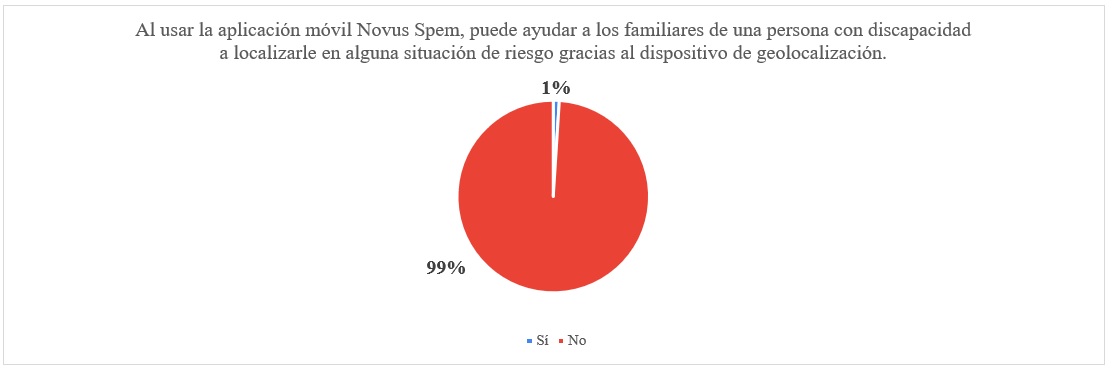 Al usar la aplicación móvil Novus Spem, puede ayudar a los familiares de una persona con discapacidad
a localizarle en alguna situación de riesgo gracias al dispositivo de geolocalización.
1%
99%
Sí No